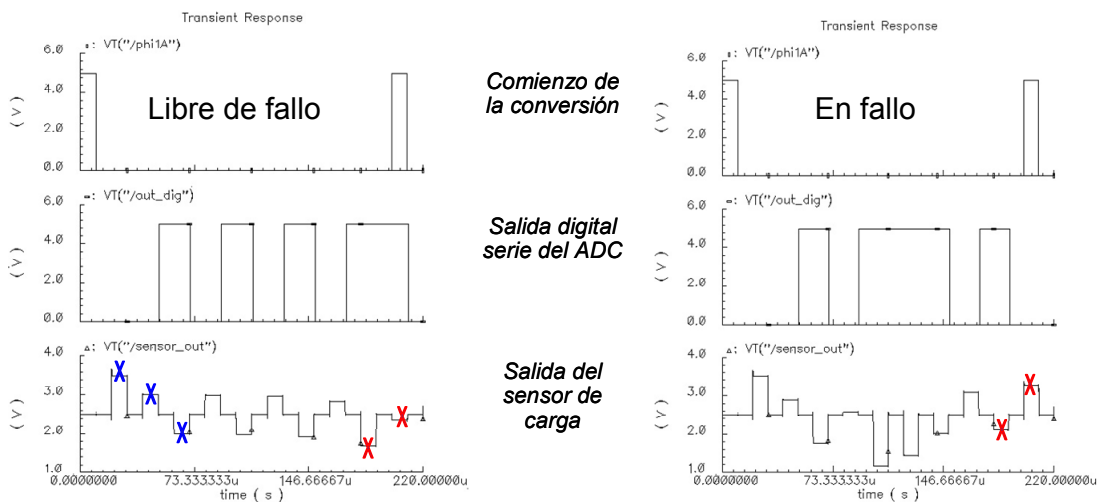 Transient Response
▯: VT("/phi1A")
6.0
4.0
2.0
0.0
( V )
Libre de fallo
Comienzo de
la conversión
Transient Response
▯: VT("/phi1A")
6.0
4.0
2.0
0.0
( V )
En fallo
-: VT("/out_dig")
6.0
4.0
2.0
0.0
( V )
Salida digital
serie del ADC
▫: VT("/out_dig")
6.0
4.0
2.0
0.0
( V )
△: VT("/sensor_out")
4.0
3.0
2.0
1.0
( V )
0.0000000
73.333333u
146.66667u
220.00000u
time ( s )
Salida del
sensor de
carga
△: VT("/sensor_out")
4.0
3.0
2.0
1.0
( V )
0.0000000
73.333333u
146.66667u
220.00000u
time ( s )